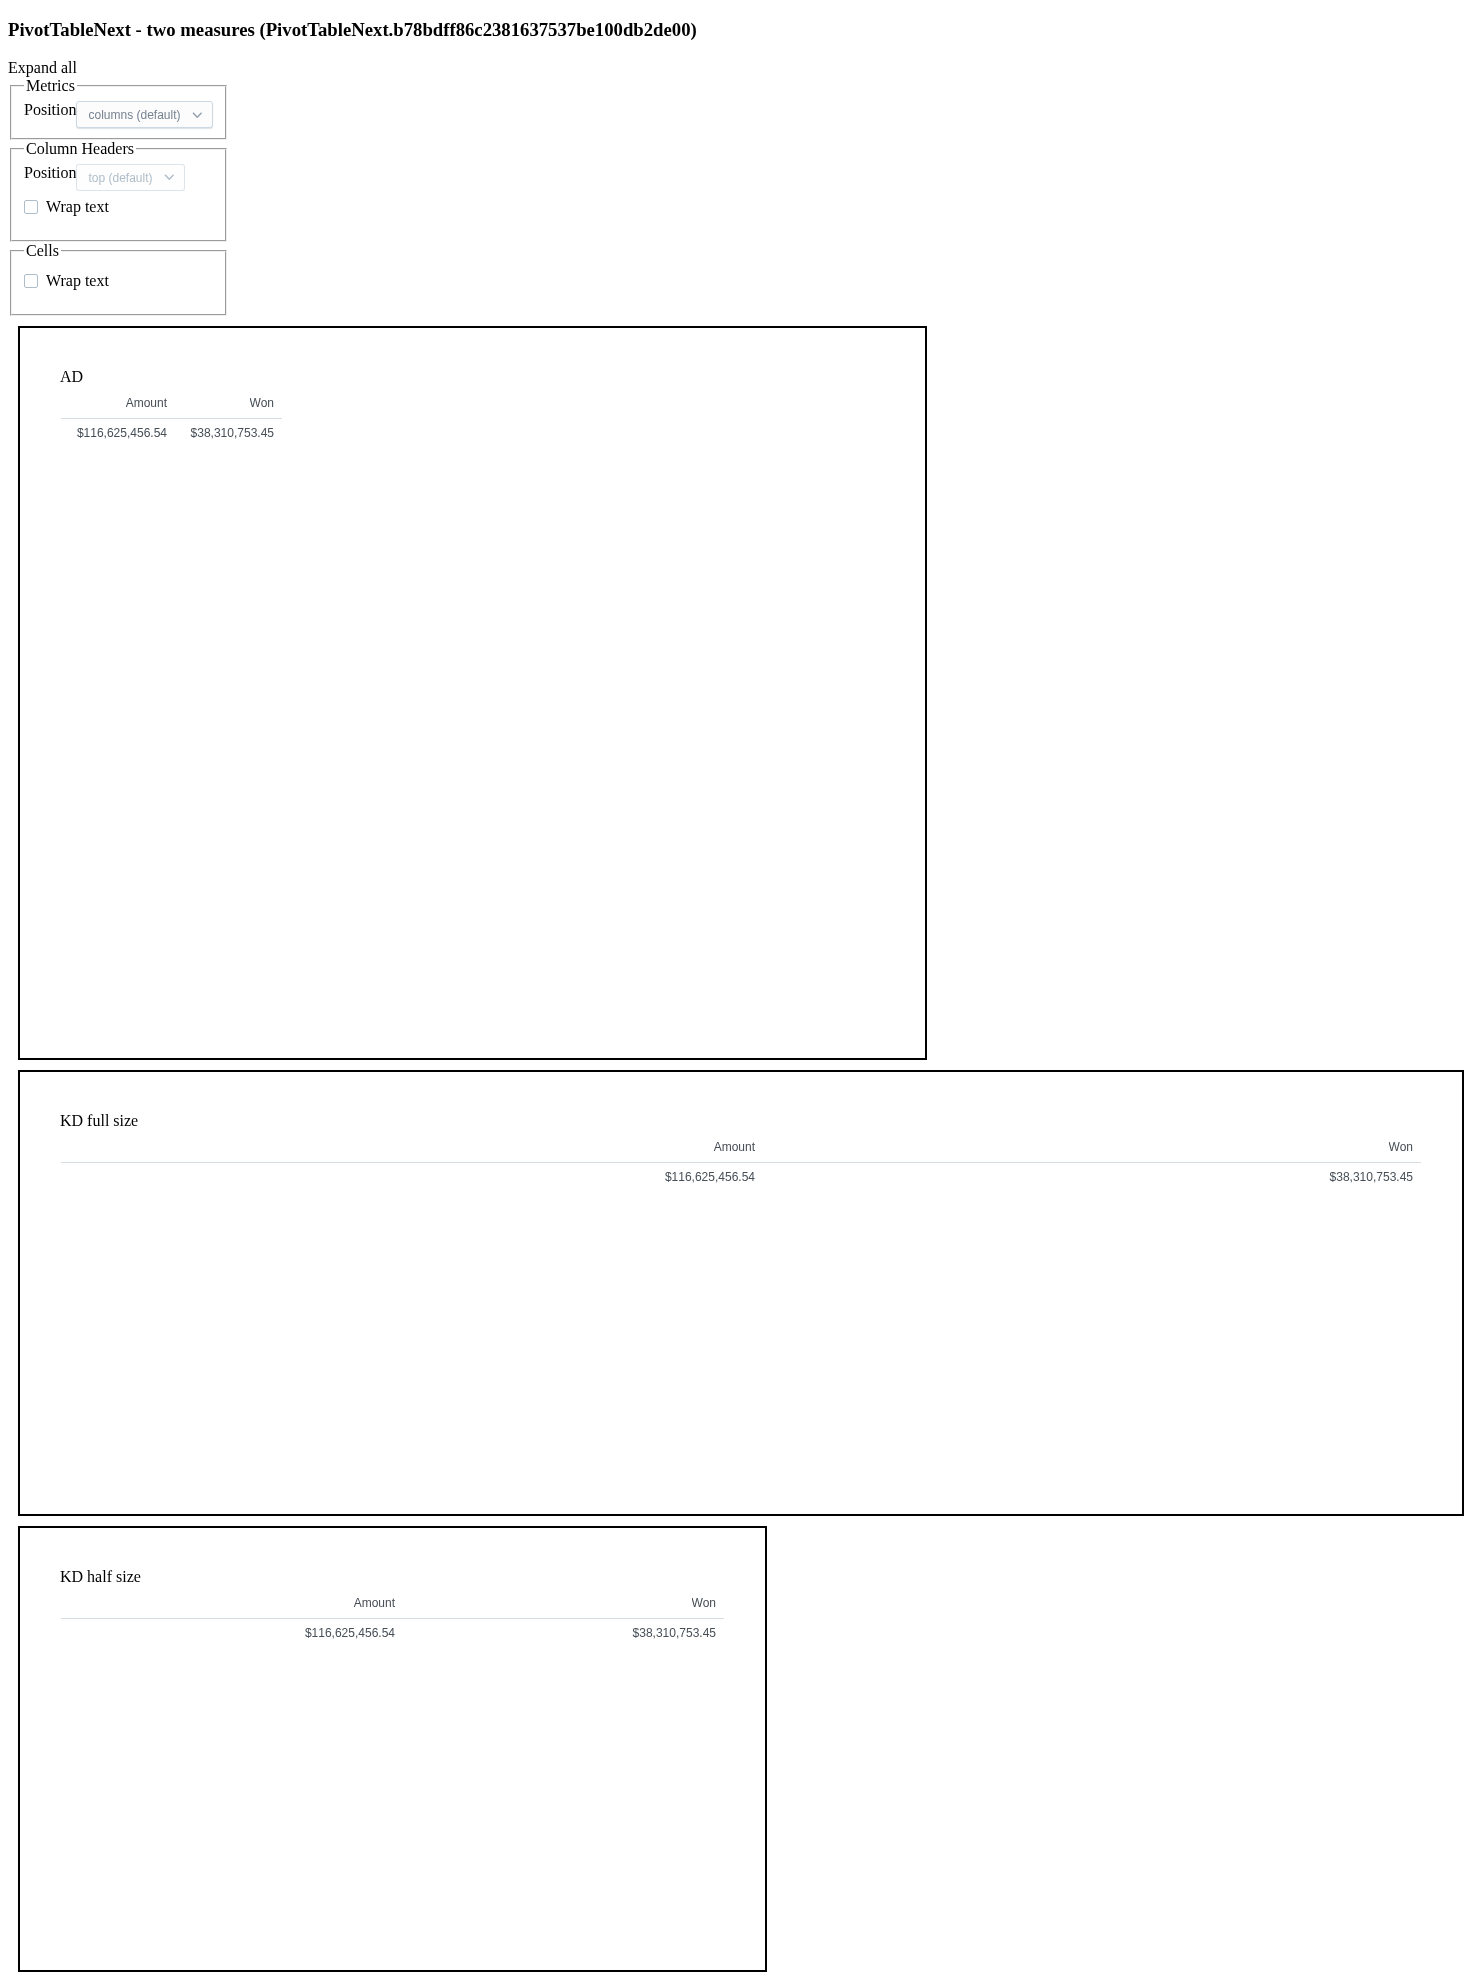 PivotTableNext - two measures (PivotTableNext.b78bdff86c2381637537be100db2de00)
Expand all
Metrics
Position columns (default)
Column Headers
Position top (default)
Wrap text
Cells
Wrap text
AD
Amount Won
$116,625,456.54 $38,310,753.45
KD full size
Amount Won
$116,625,456.54 $38,310,753.45
KD half size
Amount Won
$116,625,456.54 $38,310,753.45